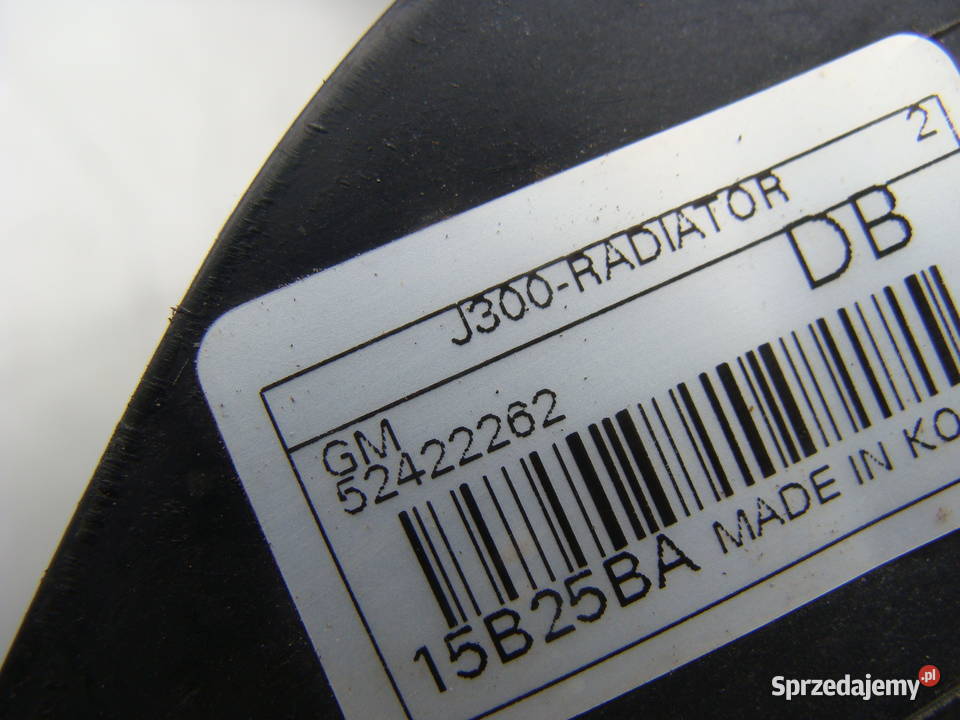 J300-RADIATOR 2
GM DB
52422262
15B25BA MADE IN KO
Sprzedajemy.pl